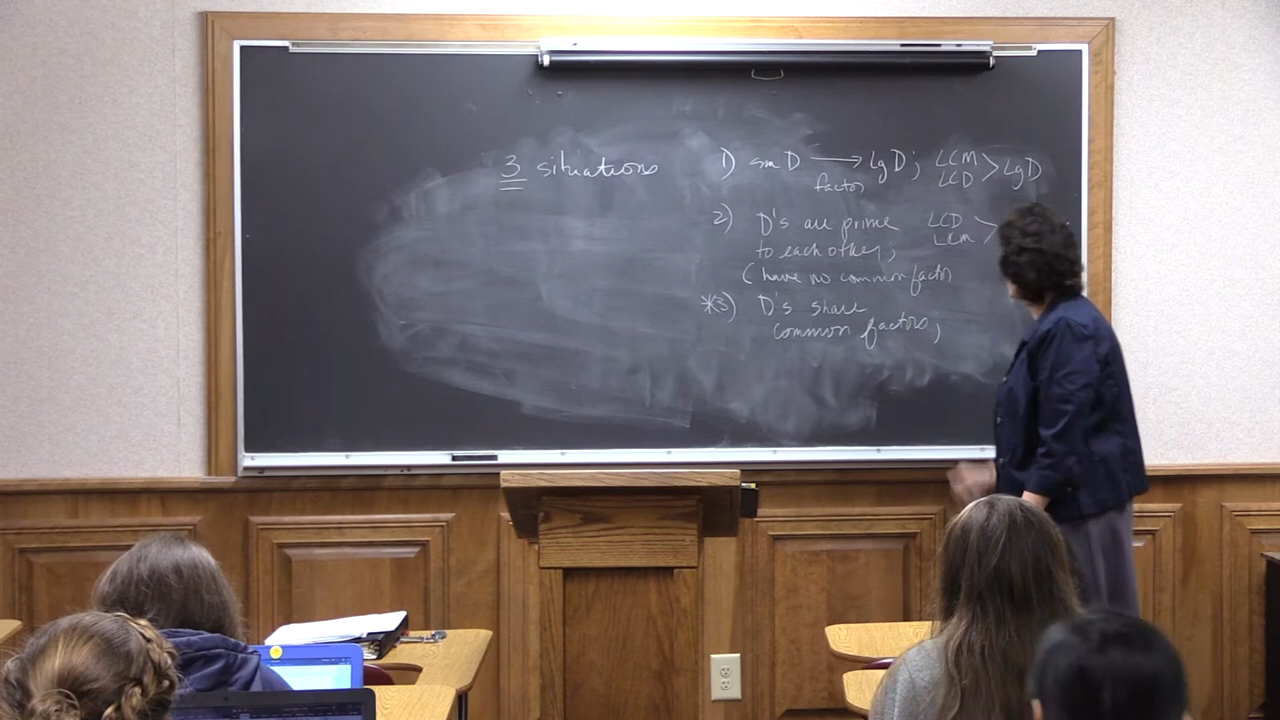 3 situations
1) sm D → Lg D; LCM LCD > Lg D
factor
2) D's are prime LCD LCM >
to each other;
(have no common factor
*3) D's share
common factors;